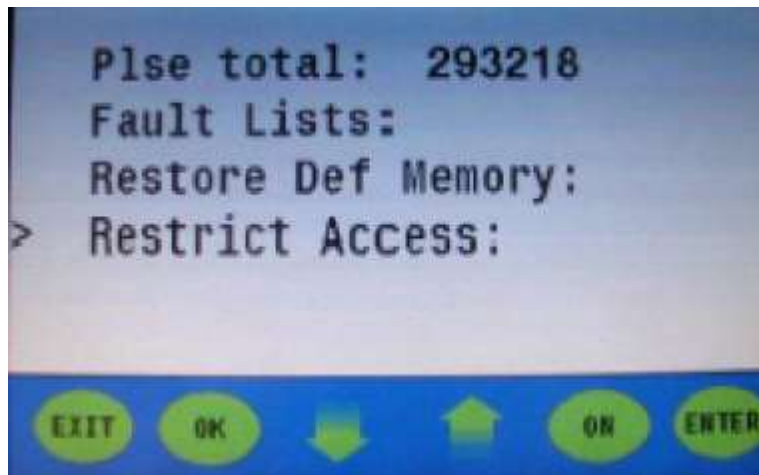 Plse total: 293218
Fault Lists:
Restore Def Memory:
> Restrict Access:
EXIT OK ON ENTER